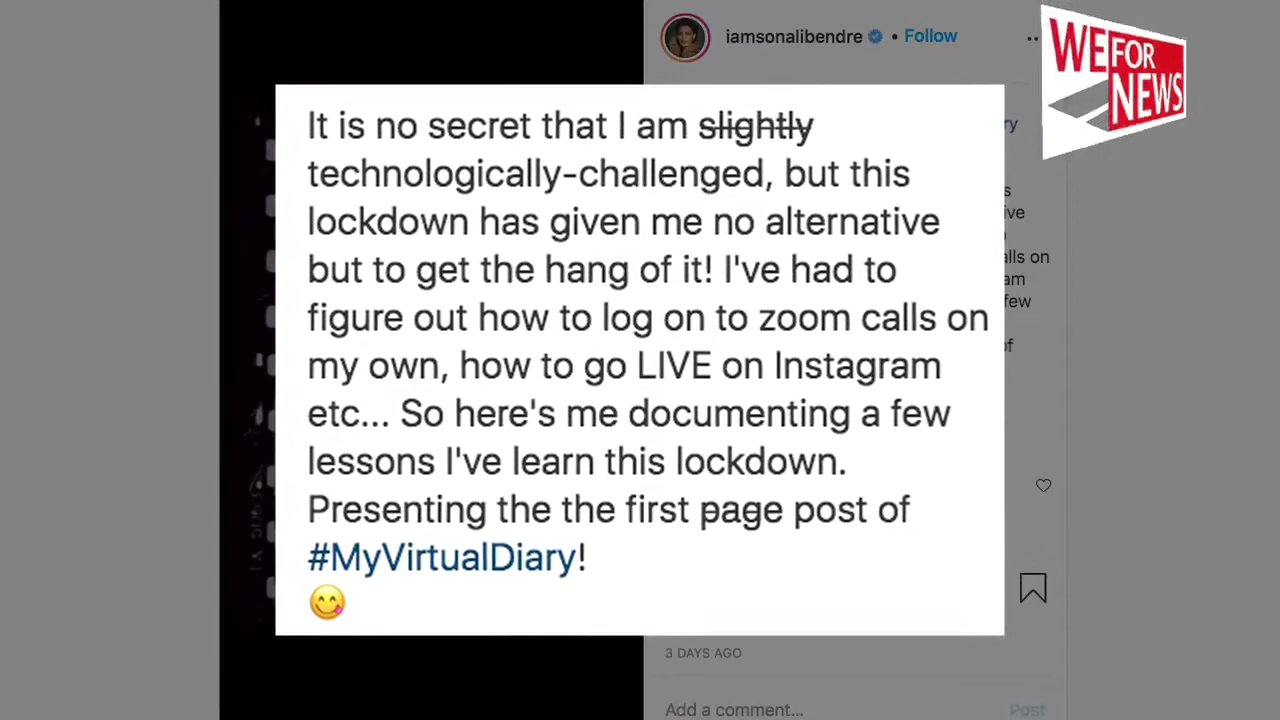 iamsonalibendre • Follow
WE FOR NEWS
It is no secret that I am ~~slightly~~
technologically-challenged, but this
lockdown has given me no alternative
but to get the hang of it! I've had to
figure out how to log on to zoom calls on
my own, how to go LIVE on Instagram
etc... So here's me documenting a few
lessons I've learn this lockdown.
Presenting the the first ~~page~~ post of
#MyVirtualDiary!
😋
alls on
few
3 DAYS AGO
Add a comment...
Post